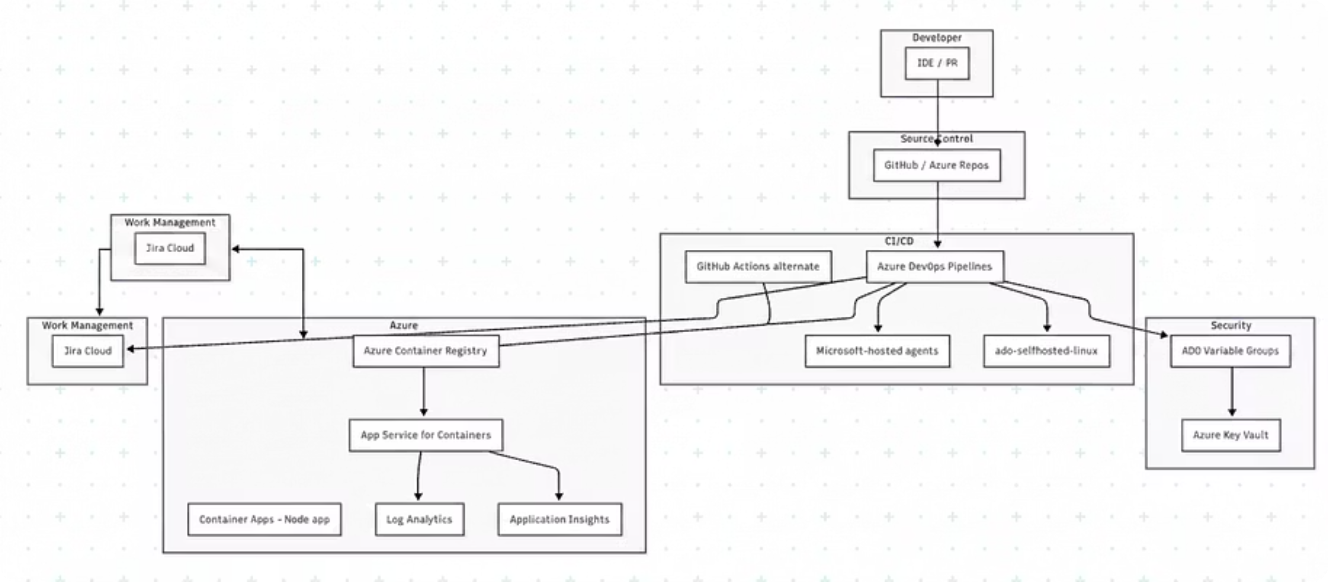 Developer
IDE / PR
Source Control
GitHub / Azure Repos
Work Management
Jira Cloud
CI/CD
GitHub Actions alternate
Azure DevOps Pipelines
Microsoft-hosted agents
ado-selfhosted-linux
Work Management
Jira Cloud
Azure
Azure Container Registry
App Service for Containers
Container Apps - Node app
Log Analytics
Application Insights
Security
ADO Variable Groups
Azure Key Vault